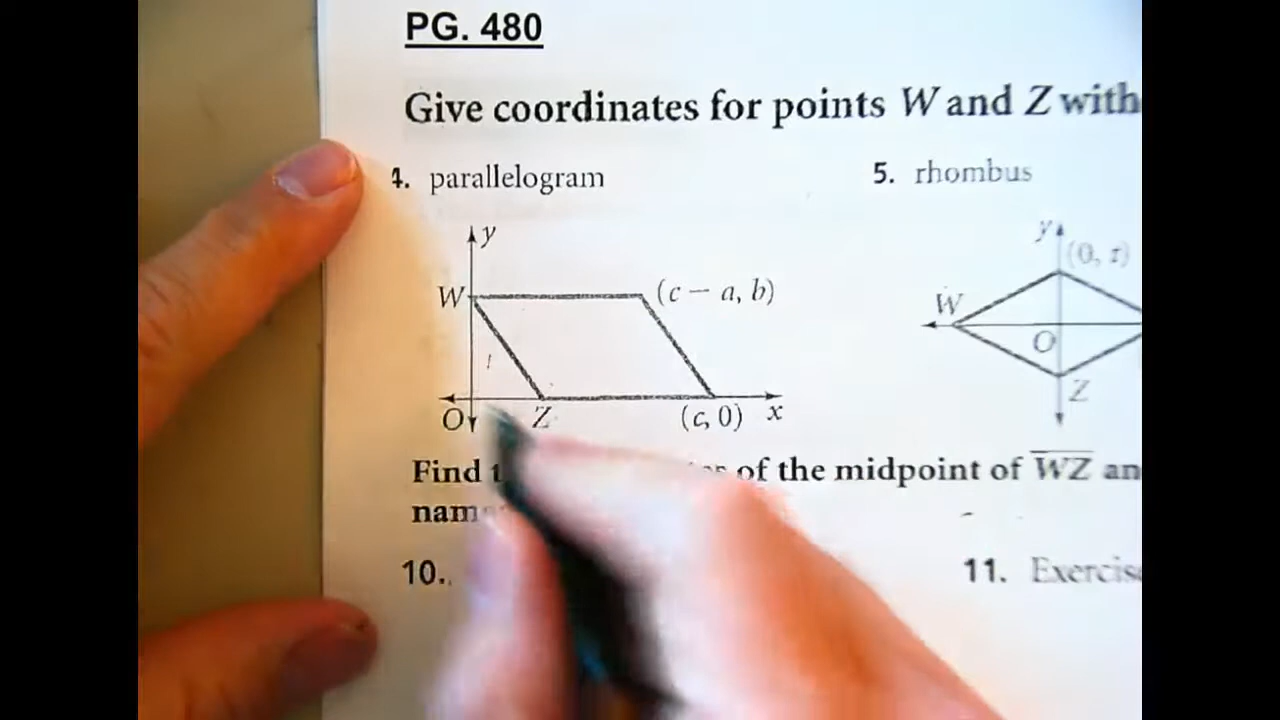 PG. 480
Give coordinates for points W and Z with
4. parallelogram
5. rhombus
y
W
(c – a, b)
O
Z
(c, 0)
x
y
(0, t)
W
O
Z
Find of the midpoint of WZ an
10.
11. Exercis